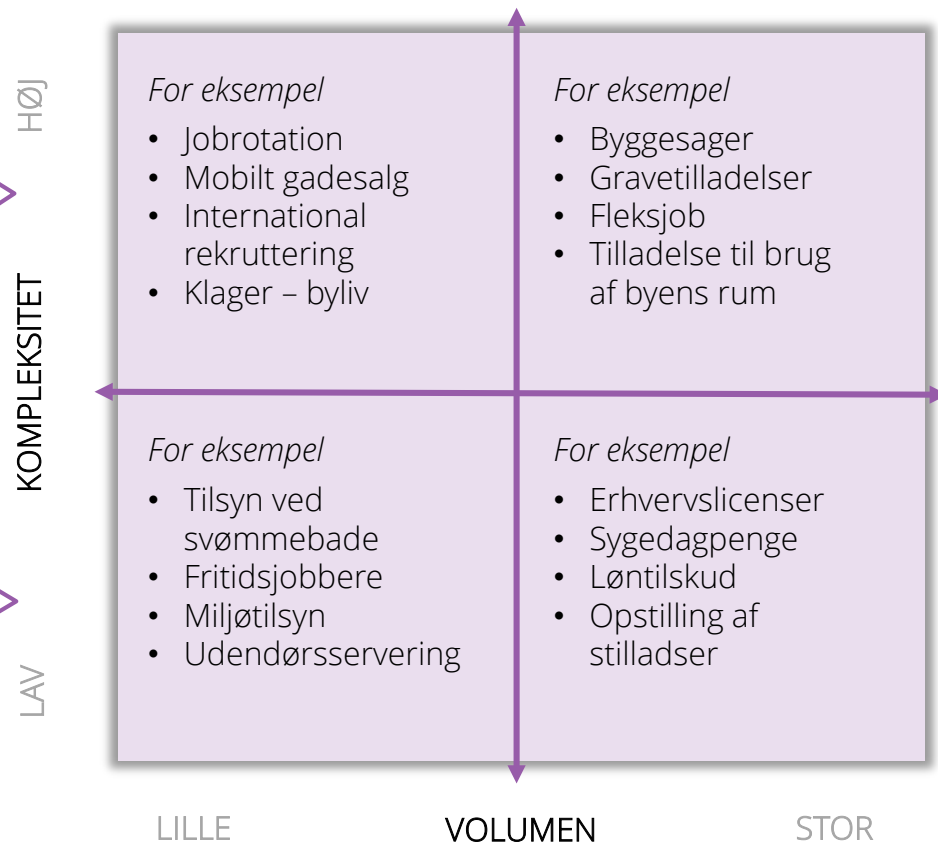 HØJ
KOMPLEKSITET
LAV
For eksempel
• Jobrotation
• Mobilt gadesalg
• International
rekruttering
• Klager – byliv
For eksempel
• Byggesager
• Gravetilladelser
• Fleksjob
• Tilladelse til brug
af byens rum
For eksempel
• Tilsyn ved
svømmebade
• Fritidsjobbere
• Miljøtilsyn
• Udendørsservering
For eksempel
• Erhvervslicenser
• Sygedagpenge
• Løntilskud
• Opstilling af
stilladser
LILLE
VOLUMEN
STOR